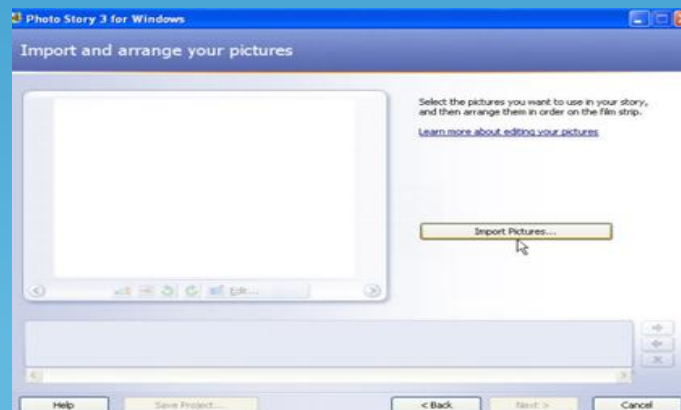 Photo Story 3 for Windows
Import and arrange your pictures
Select the pictures you want to use in your story,
and then arrange them in order on the film strip.
Learn more about editing your pictures
Import Pictures...
Edit...
Help
Save Project...
< Back
Next >
Cancel